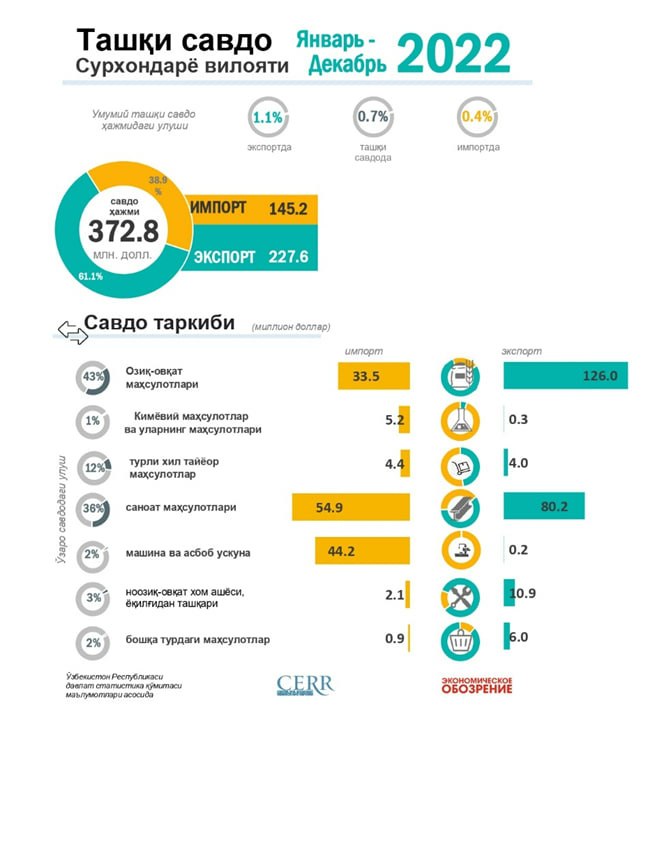 Ташқи савдо
Сурхондарё вилояти
Январь -
Декабрь
2022
Умумий ташқи савдо
ҳажмидаги улуши
1.1%
экспортда
0.7%
ташқи
савдода
0.4%
импортда
38.9
%
савдо
ҳажми
372.8
МЛН. ДОЛЛ.
61.1%
ИМПОРТ 145.2
ЭКСПОРТ 227.6
Савдо таркиби (миллион доллар)
импорт
экспорт
Ўзаро савдодаги улуш
43% Озиқ-овқат
маҳсулотлари
33.5 126.0
1% Кимёвий маҳсулотлар
ва уларнинг маҳсулотлари
5.2 0.3
12% турли хил тайёр
маҳсулотлар
4.4 4.0
36% саноат маҳсулотлари 54.9 80.2
2% машина ва асбоб ускуна 44.2 0.2
3% ноозиқ-овқат хом ашёси,
ёқилғидан ташқари
2.1 10.9
2% бошқа турдаги маҳсулотлар 0.9 6.0
Ўзбекистон Республикаси
давлат статистика қўмитаси
маълумотлари асосида
CERR
ЭКОНОМИЧЕСКОЕ
ОБОЗРЕНИЕ